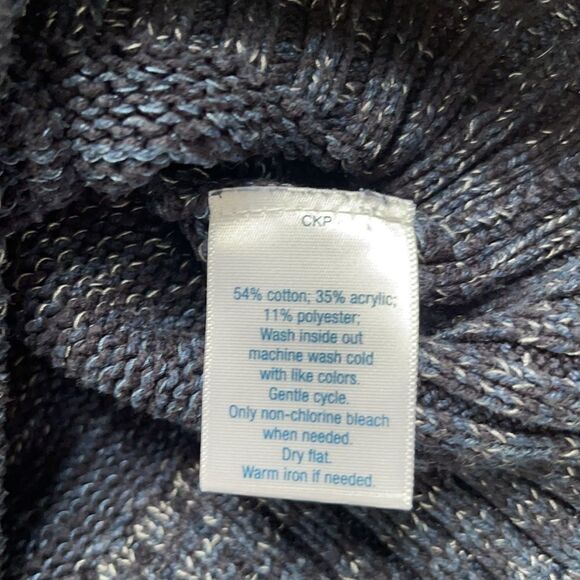 CKP
54% cotton; 35% acrylic;
11% polyester;
Wash inside out
machine wash cold
with like colors.
Gentle cycle.
Only non-chlorine bleach
when needed.
Dry flat.
Warm iron if needed.